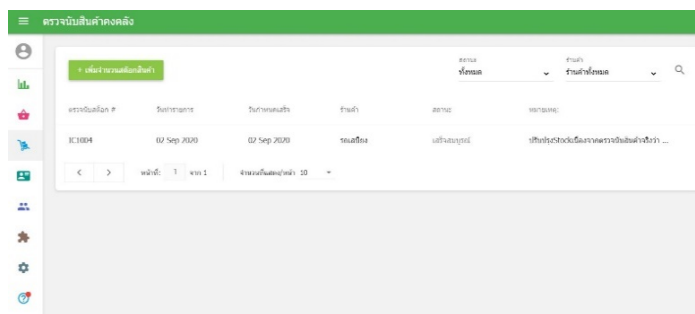 ตรวจนับสินค้าคงคลัง
+ เพิ่มจำนวนสต็อกสินค้า
สถานะ
ทั้งหมด
ร้านค้า
ร้านค้าทั้งหมด
ตรวจนับสต็อก # วันทำรายการ วันกำหนดเสร็จ ร้านค้า สถานะ หมายเหตุ:
IC1004 02 Sep 2020 02 Sep 2020 รอเลเมียง เสร็จสมบูรณ์ ปรับปรุงStockเนื่องจากตรวจนับสินค้าจริงว่า ...
< > หน้าที่: 1 จาก 1 จำนวนที่แสดง/หน้า 10